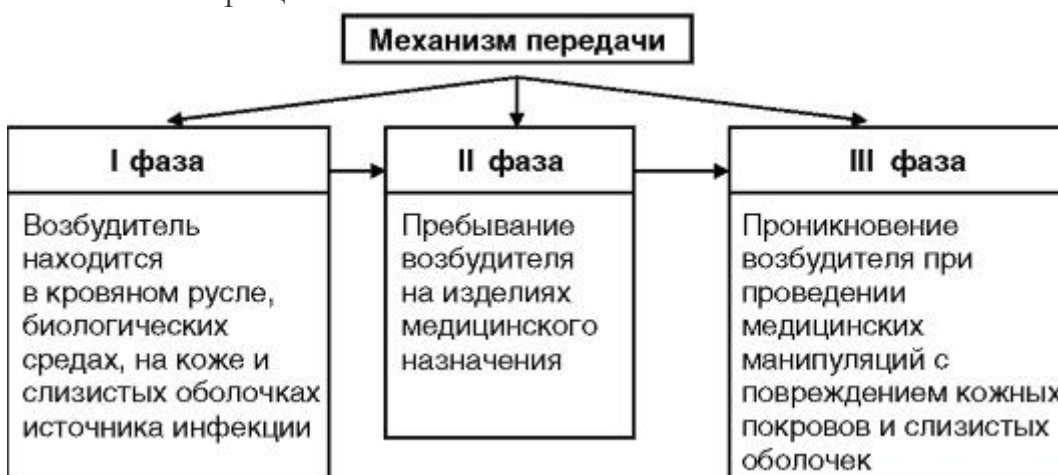 Механизм передачи
I фаза
Возбудитель
находится
в кровяном русле,
биологических
средах, на коже и
слизистых оболочках
источника инфекции
II фаза
Пребывание
возбудителя
на изделиях
медицинского
назначения
III фаза
Проникновение
возбудителя при
проведении
медицинских
манипуляций с
повреждением кожных
покровов и слизистых
оболочек